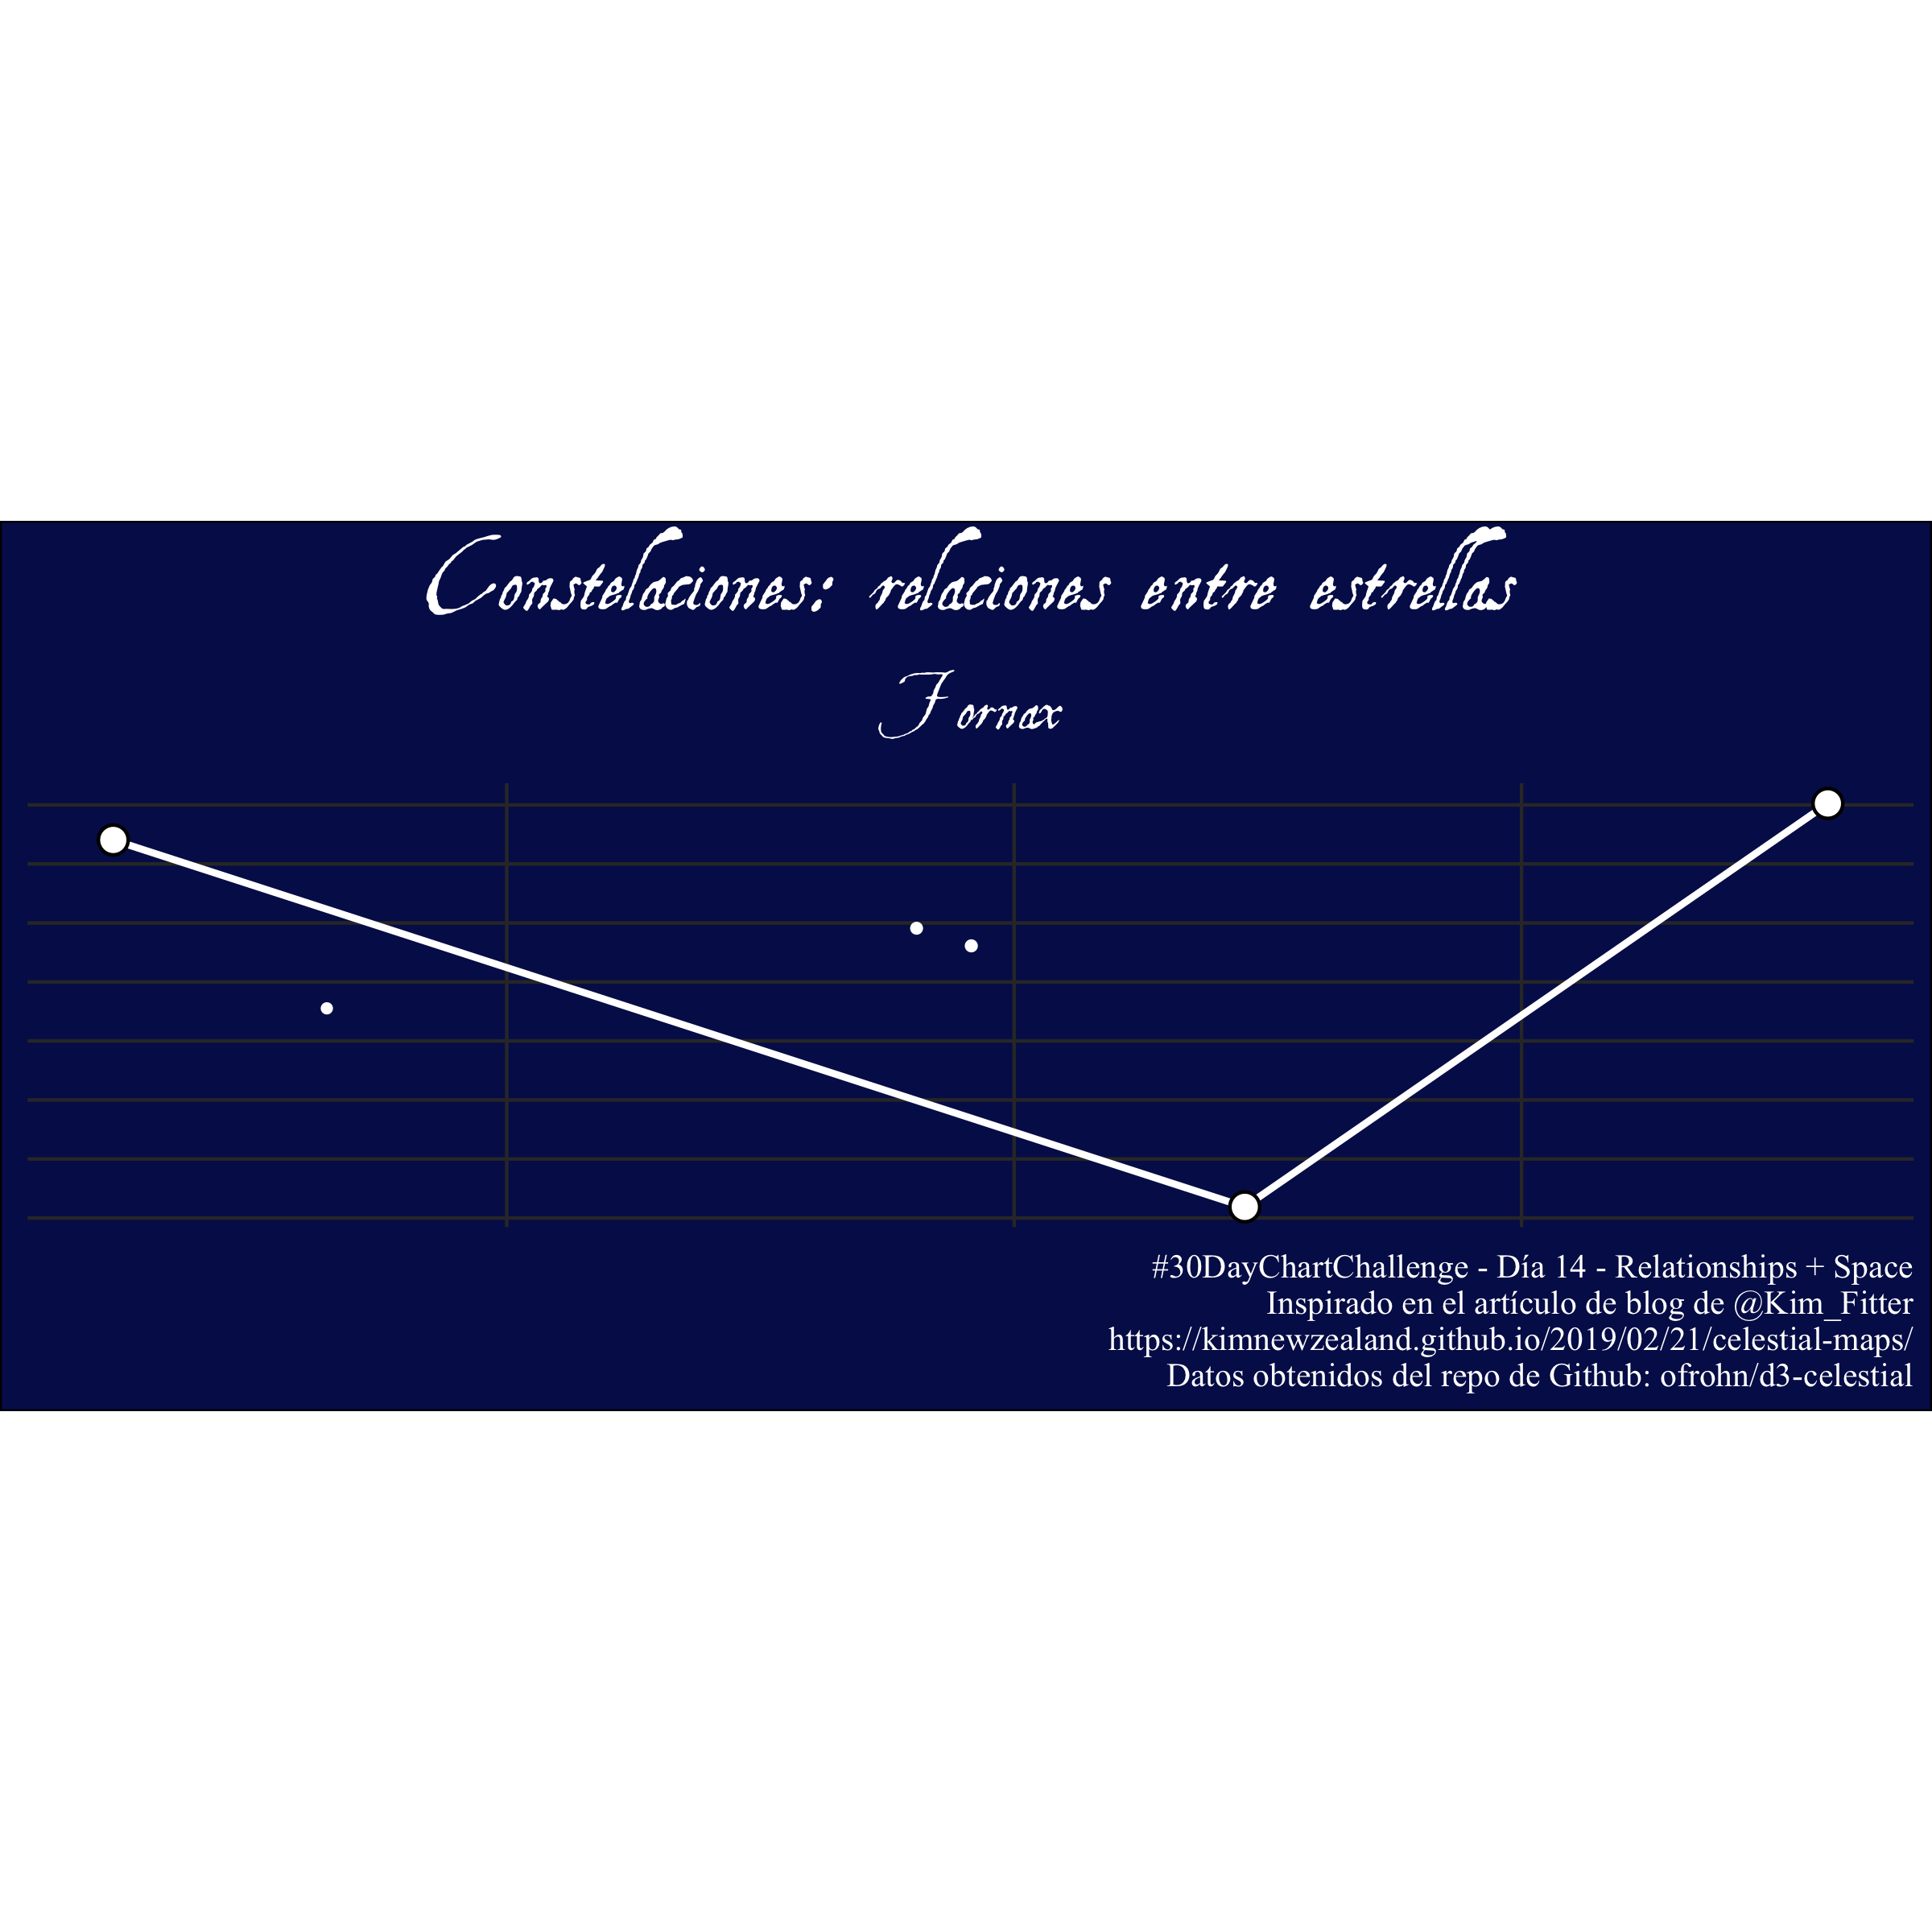 Constelaciones: relaciones entre estrellas
Fornax
#30DayChartChallenge - Día 14 - Relationships + Space
Inspirado en el artículo de blog de @Kim_Fitter
https://kimnewzealand.github.io/2019/02/21/celestial-maps/
Datos obtenidos del repo de Github: ofrohn/d3-celestial